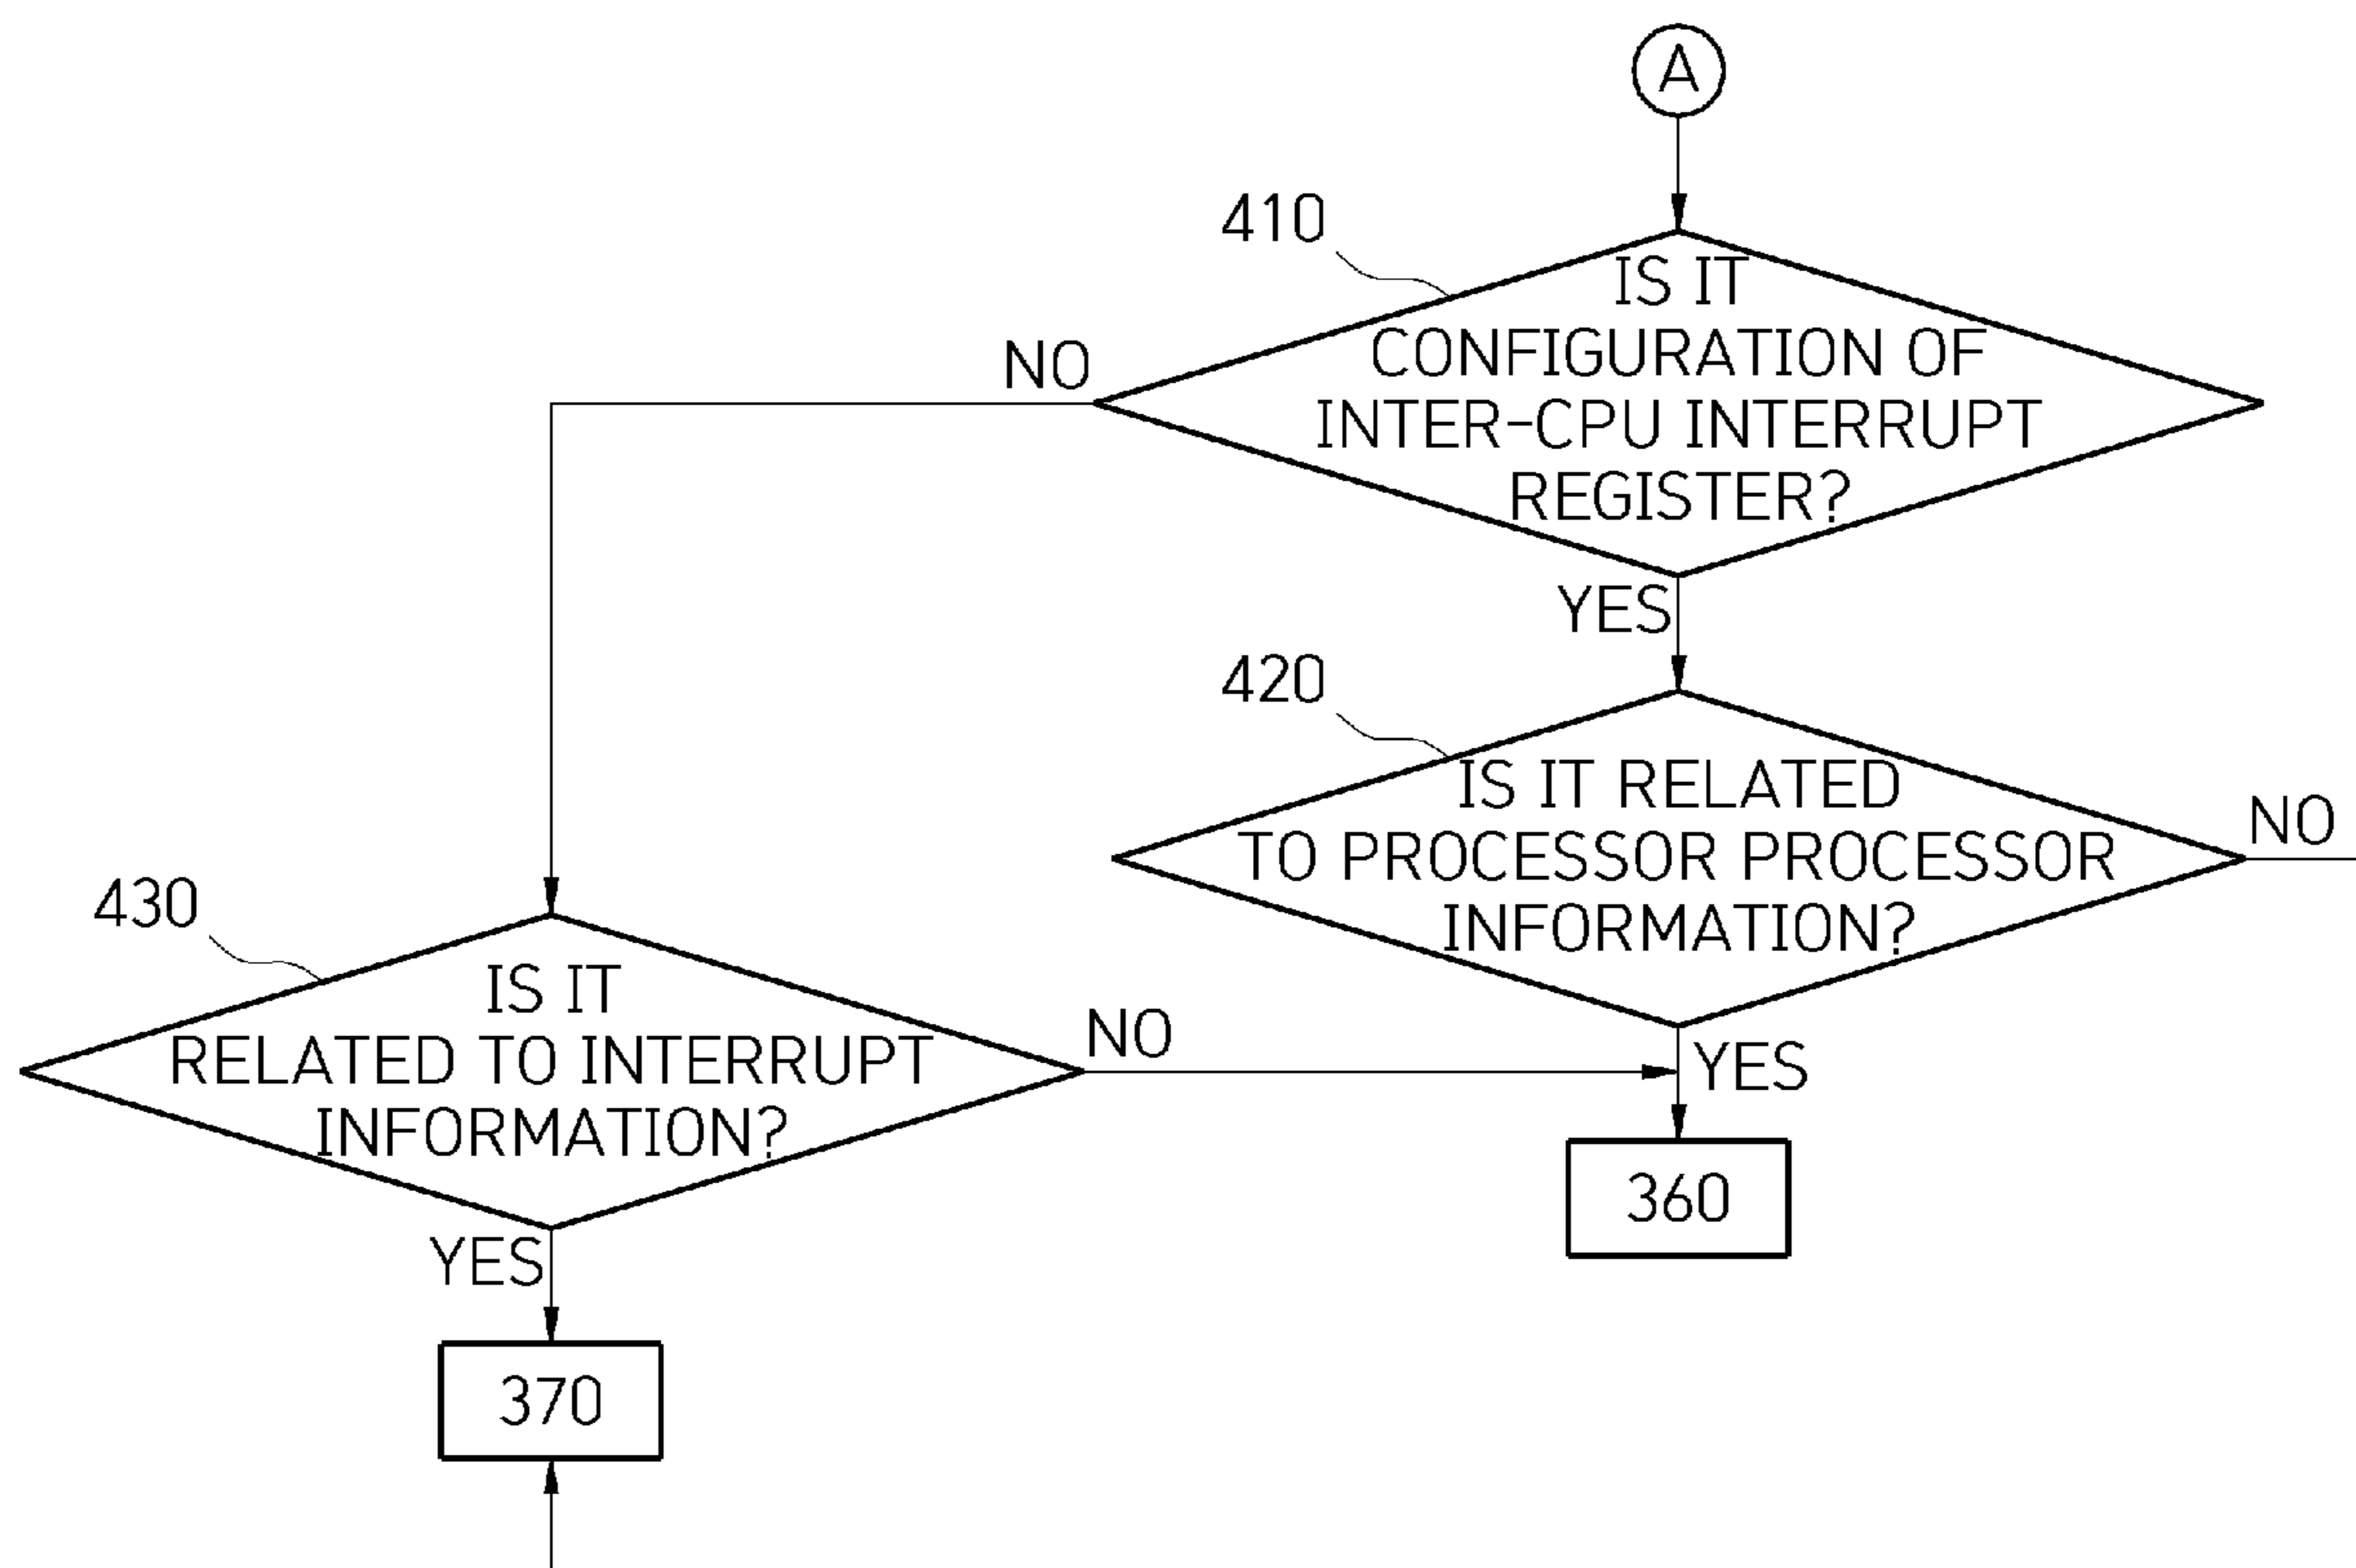 A
410
IS IT
CONFIGURATION OF
INTER-CPU INTERRUPT
REGISTER?
NO
YES
420
IS IT RELATED
TO PROCESSOR PROCESSOR
INFORMATION?
NO
YES
430
IS IT
RELATED TO INTERRUPT
INFORMATION?
NO
YES
360
370